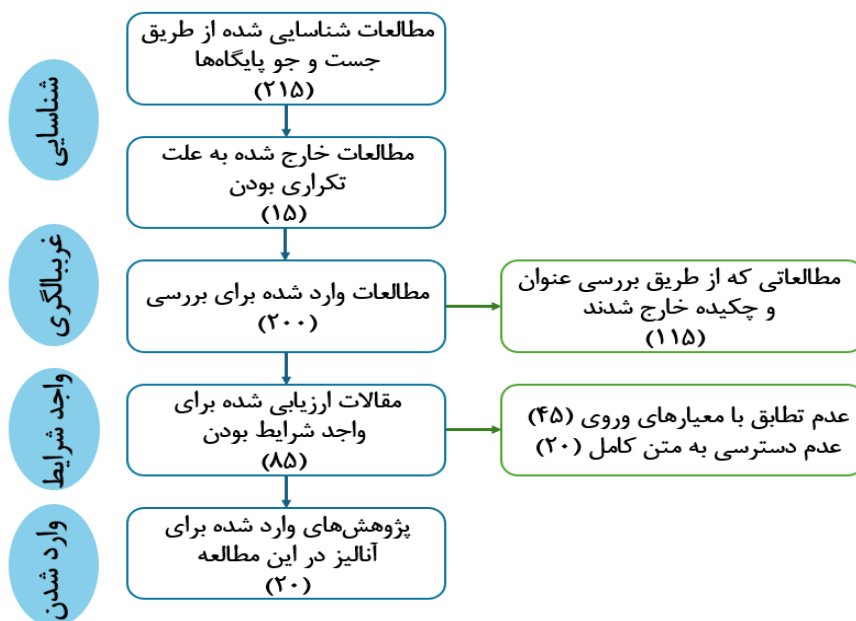 مطالعات شناسایی شده از طریق
جست و جو پایگاه‌ها
(۲۱۵)
شناسایی
مطالعات خارج شده به علت
تکراری بودن
(۱۵)
غربالگری
مطالعات وارد شده برای بررسی
(۲۰۰)
مطالعاتی که از طریق بررسی عنوان
و چکیده خارج شدند
(۱۱۵)
واجد شرایط
مقالات ارزیابی شده برای
واجد شرایط بودن
(۸۵)
عدم تطابق با معیارهای وروی (۴۵)
عدم دسترسی به متن کامل (۲۰)
وارد شدن
پژوهش‌های وارد شده برای
آنالیز در این مطالعه
(۲۰)